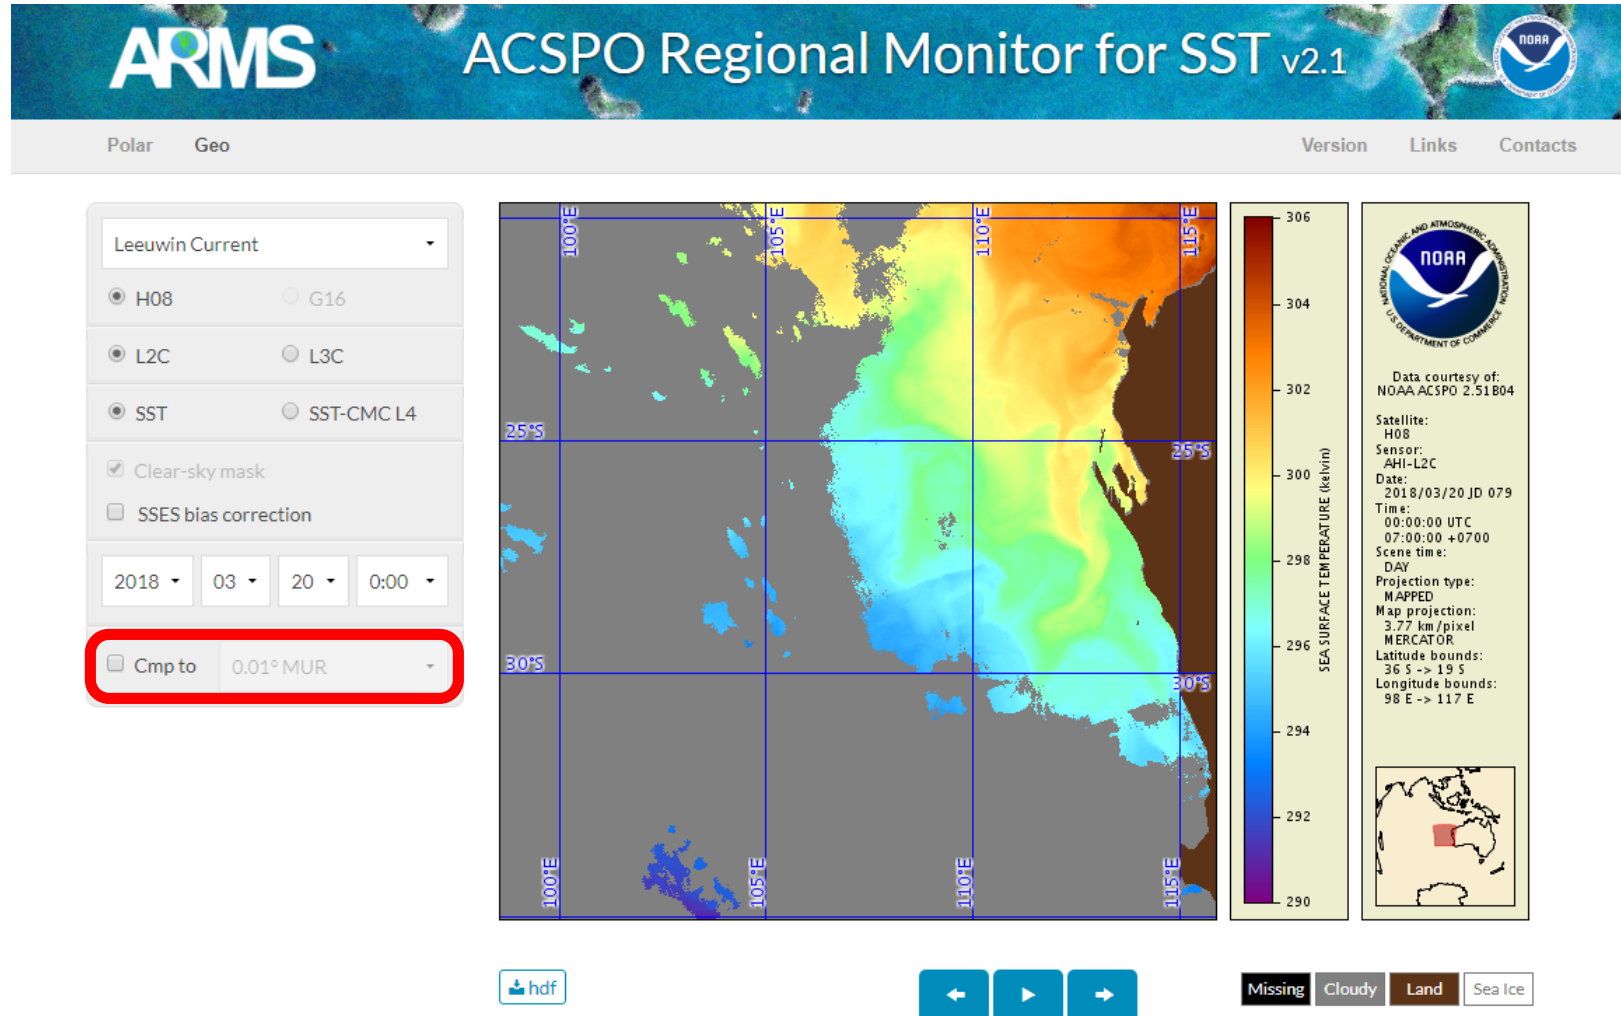 ARMS
ACSPO Regional Monitor for SST v2.1
NOAA
Polar Geo Version Links Contacts
Leeuwin Current
H08 G16
L2C L3C
SST SST-CMC L4
Clear-sky mask
SSES bias correction
2018 03 20 0:00
Cmp to 0.01° MUR
100°E 105°E 110°E 115°E
25°S 25°S
30°S 30°S
100°E 105°E 110°E 115°E
306
304
302
300
298
296
294
292
290
SEA SURFACE TEMPERATURE (kelvin)
NATIONAL OCEANIC AND ATMOSPHERIC ADMINISTRATION
NOAA
U.S. DEPARTMENT OF COMMERCE
Data courtesy of:
NOAA ACSPO 2.51B04
Satellite:
H08
Sensor:
AHI-L2C
Date:
2018/03/20 JD 079
Time:
00:00:00 UTC
07:00:00 +0700
Scene time:
DAY
Projection type:
MAPPED
Map projection:
3.77 km/pixel
MERCATOR
Latitude bounds:
36 S -> 19 S
Longitude bounds:
98 E -> 117 E
hdf
Missing Cloudy Land Sea Ice